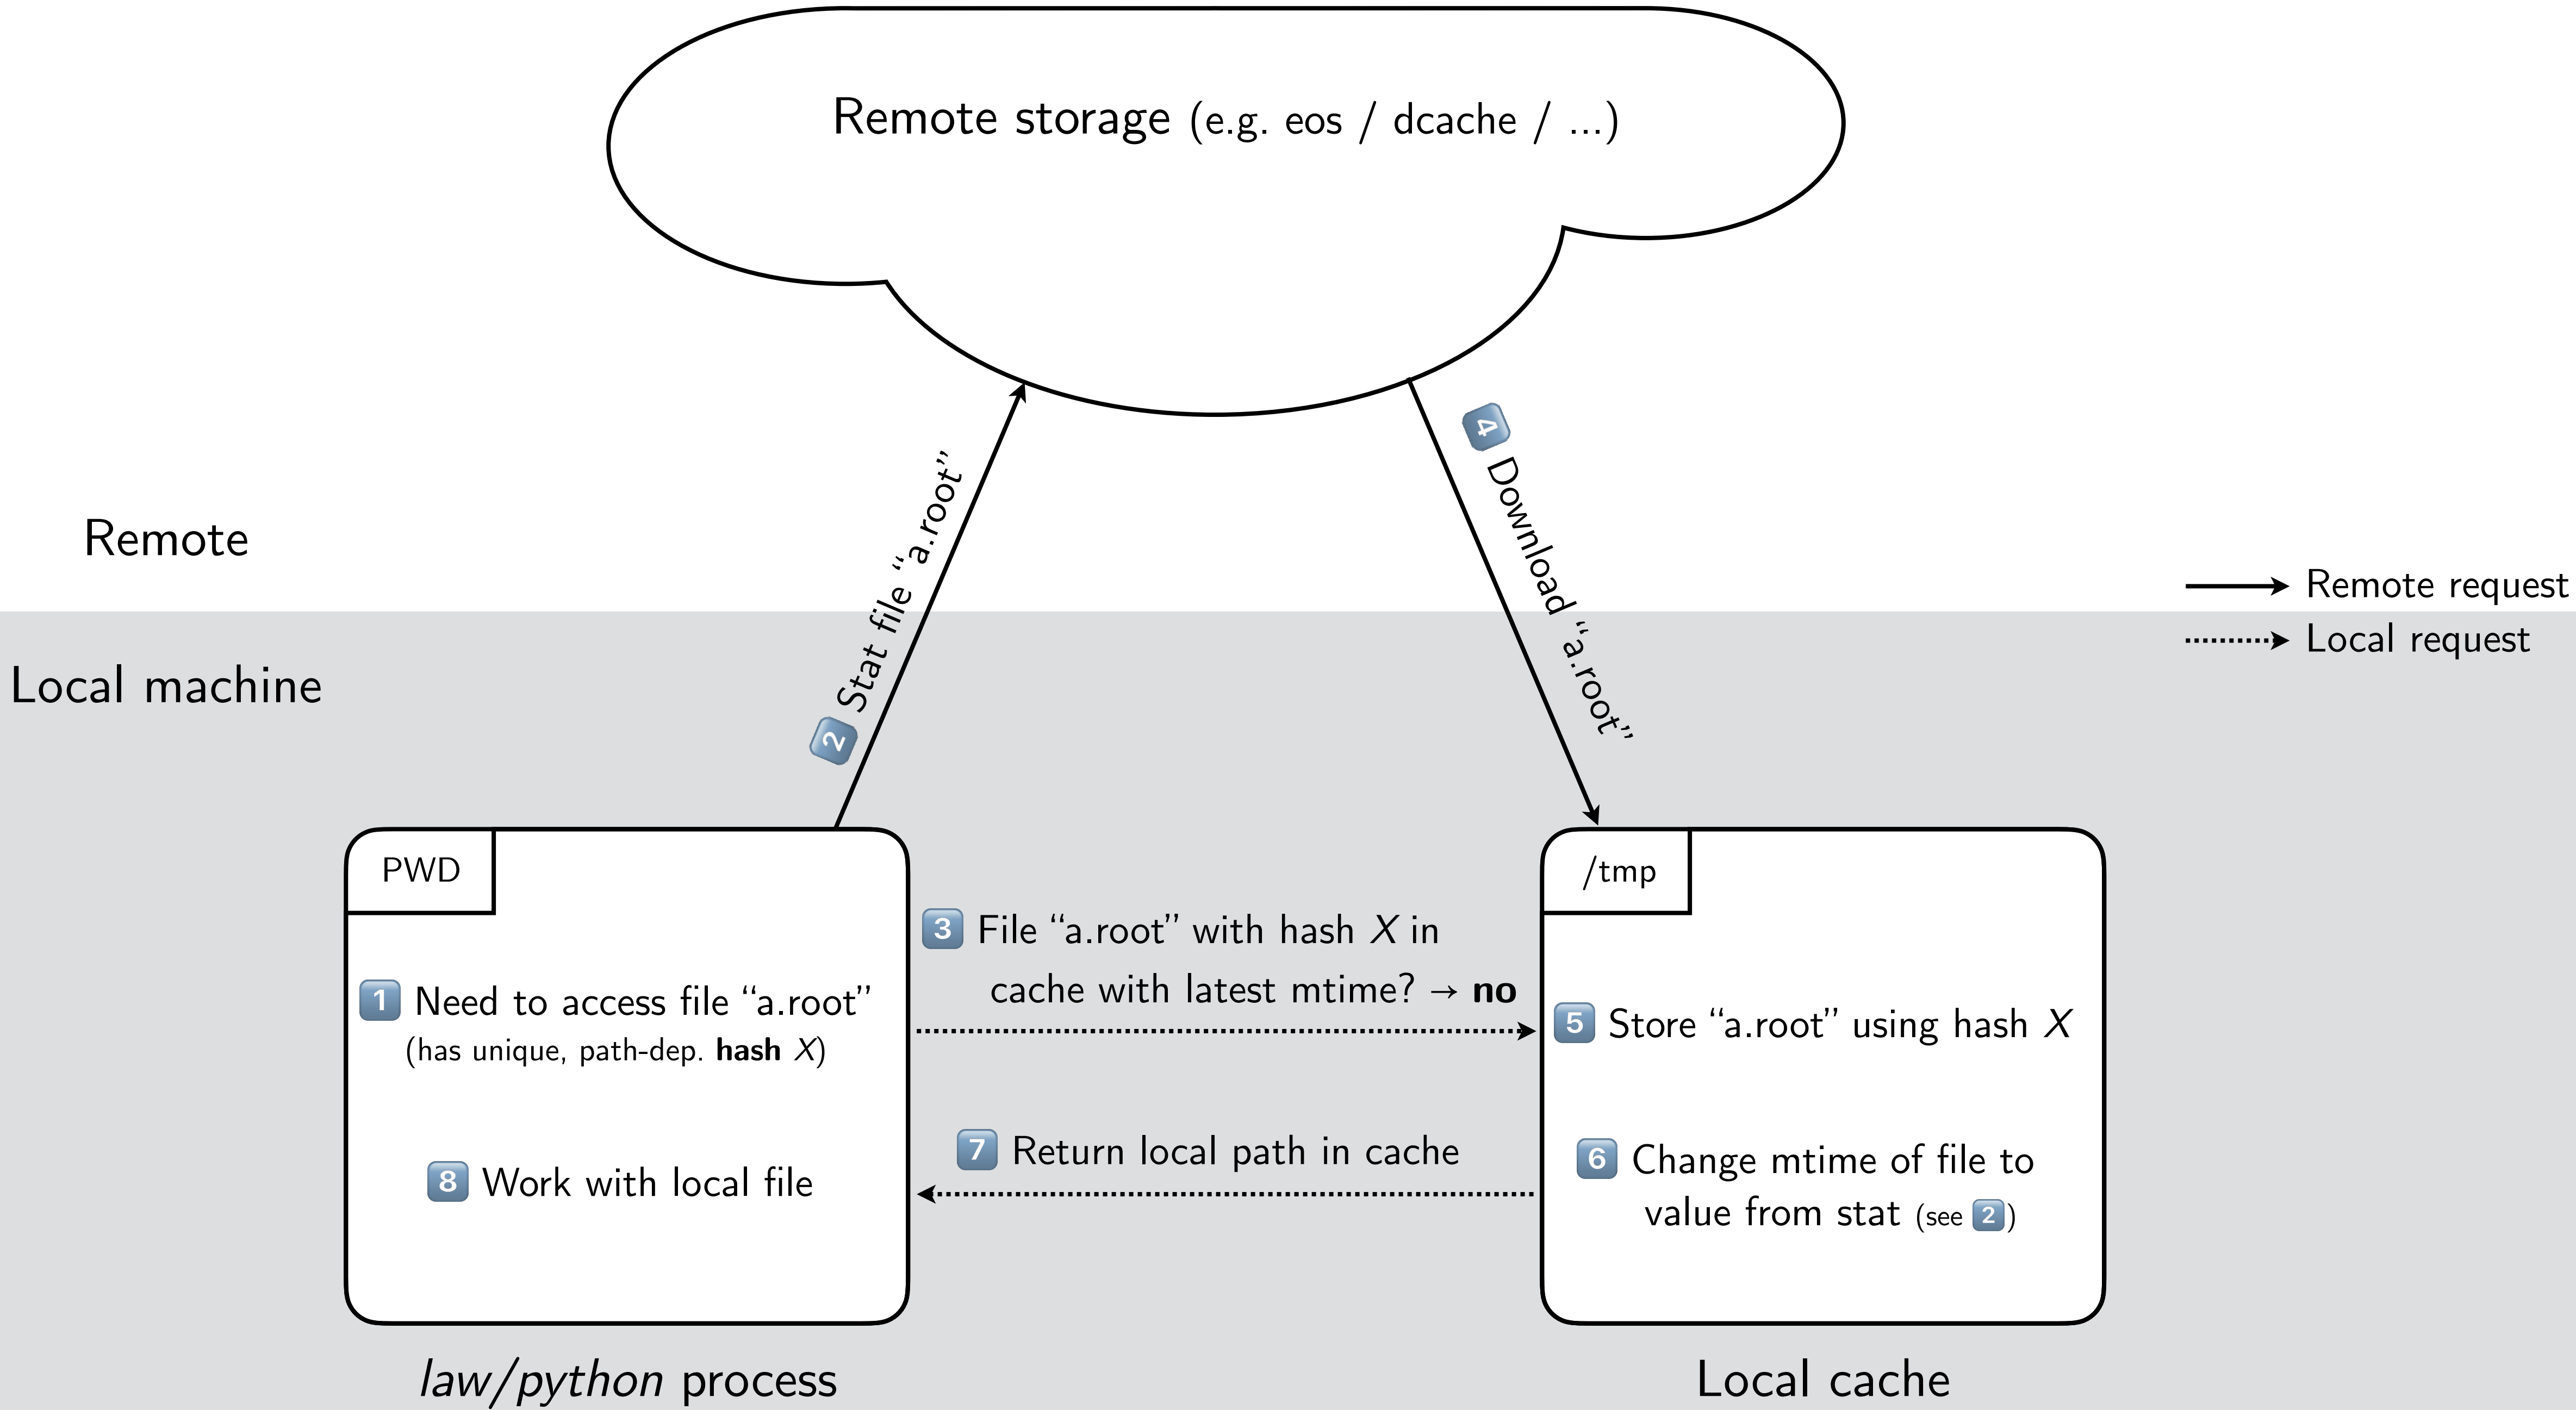 Remote storage (e.g. eos / dcache / ...)
2 Stat file “a.root”
4 Download “a.root”
Remote
Remote request
Local request
Local machine
PWD
1 Need to access file “a.root”
(has unique, path-dep. hash X)
8 Work with local file
3 File “a.root” with hash X in
cache with latest mtime? → no
7 Return local path in cache
/tmp
5 Store “a.root” using hash X
6 Change mtime of file to
value from stat (see 2)
law/python process
Local cache